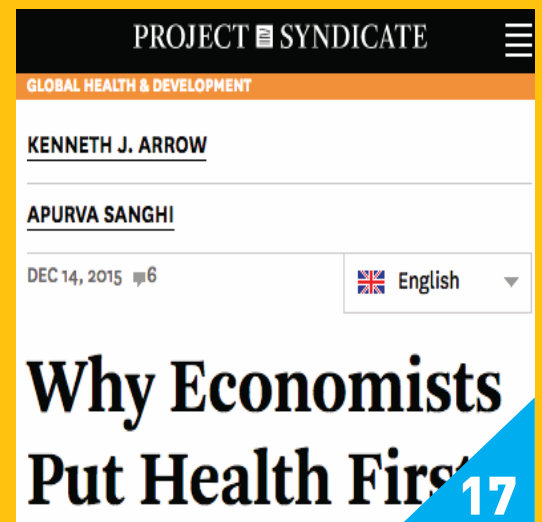 PROJECT SYNDICATE
GLOBAL HEALTH & DEVELOPMENT
KENNETH J. ARROW
APURVA SANGHI
DEC 14, 2015 6
English
Why Economists
Put Health First
17